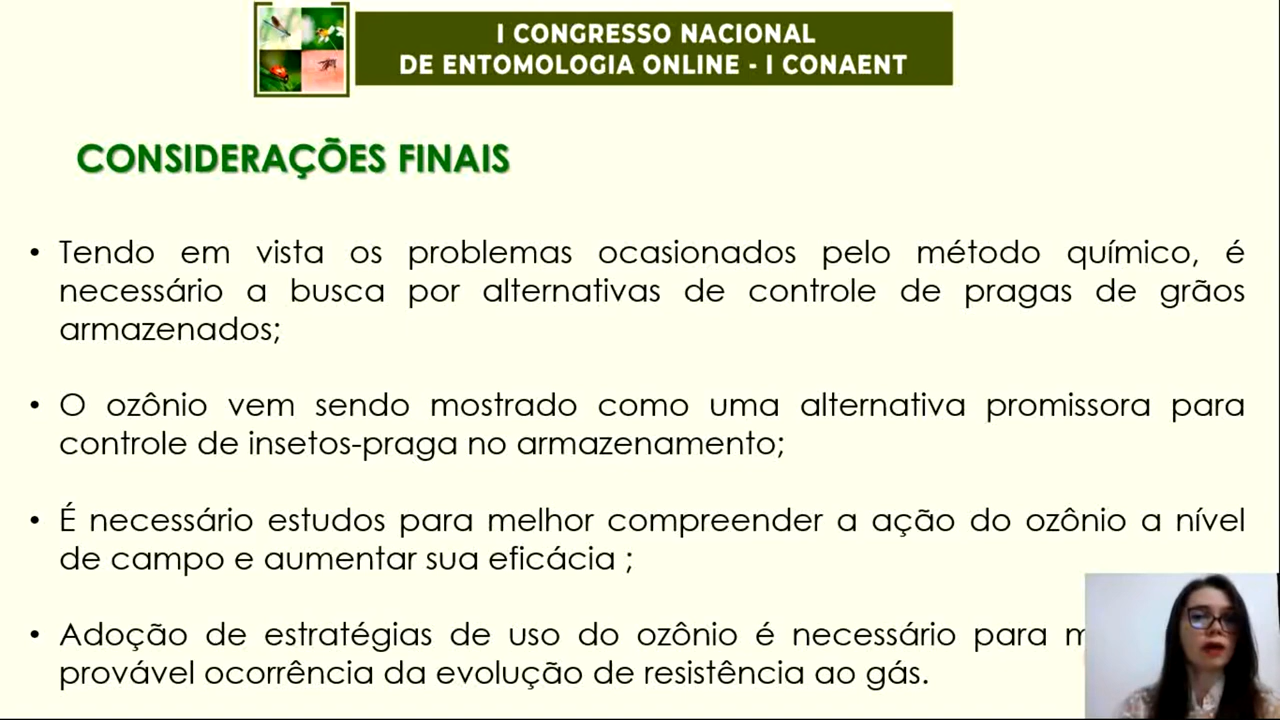 I CONGRESSO NACIONAL
DE ENTOMOLOGIA ONLINE - I CONAENT
CONSIDERAÇÕES FINAIS
• Tendo em vista os problemas ocasionados pelo método químico, é
necessário a busca por alternativas de controle de pragas de grãos
armazenados;
• O ozônio vem sendo mostrado como uma alternativa promissora para
controle de insetos-praga no armazenamento;
• É necessário estudos para melhor compreender a ação do ozônio a nível
de campo e aumentar sua eficácia ;
• Adoção de estratégias de uso do ozônio é necessário para
provável ocorrência da evolução de resistência ao gás.